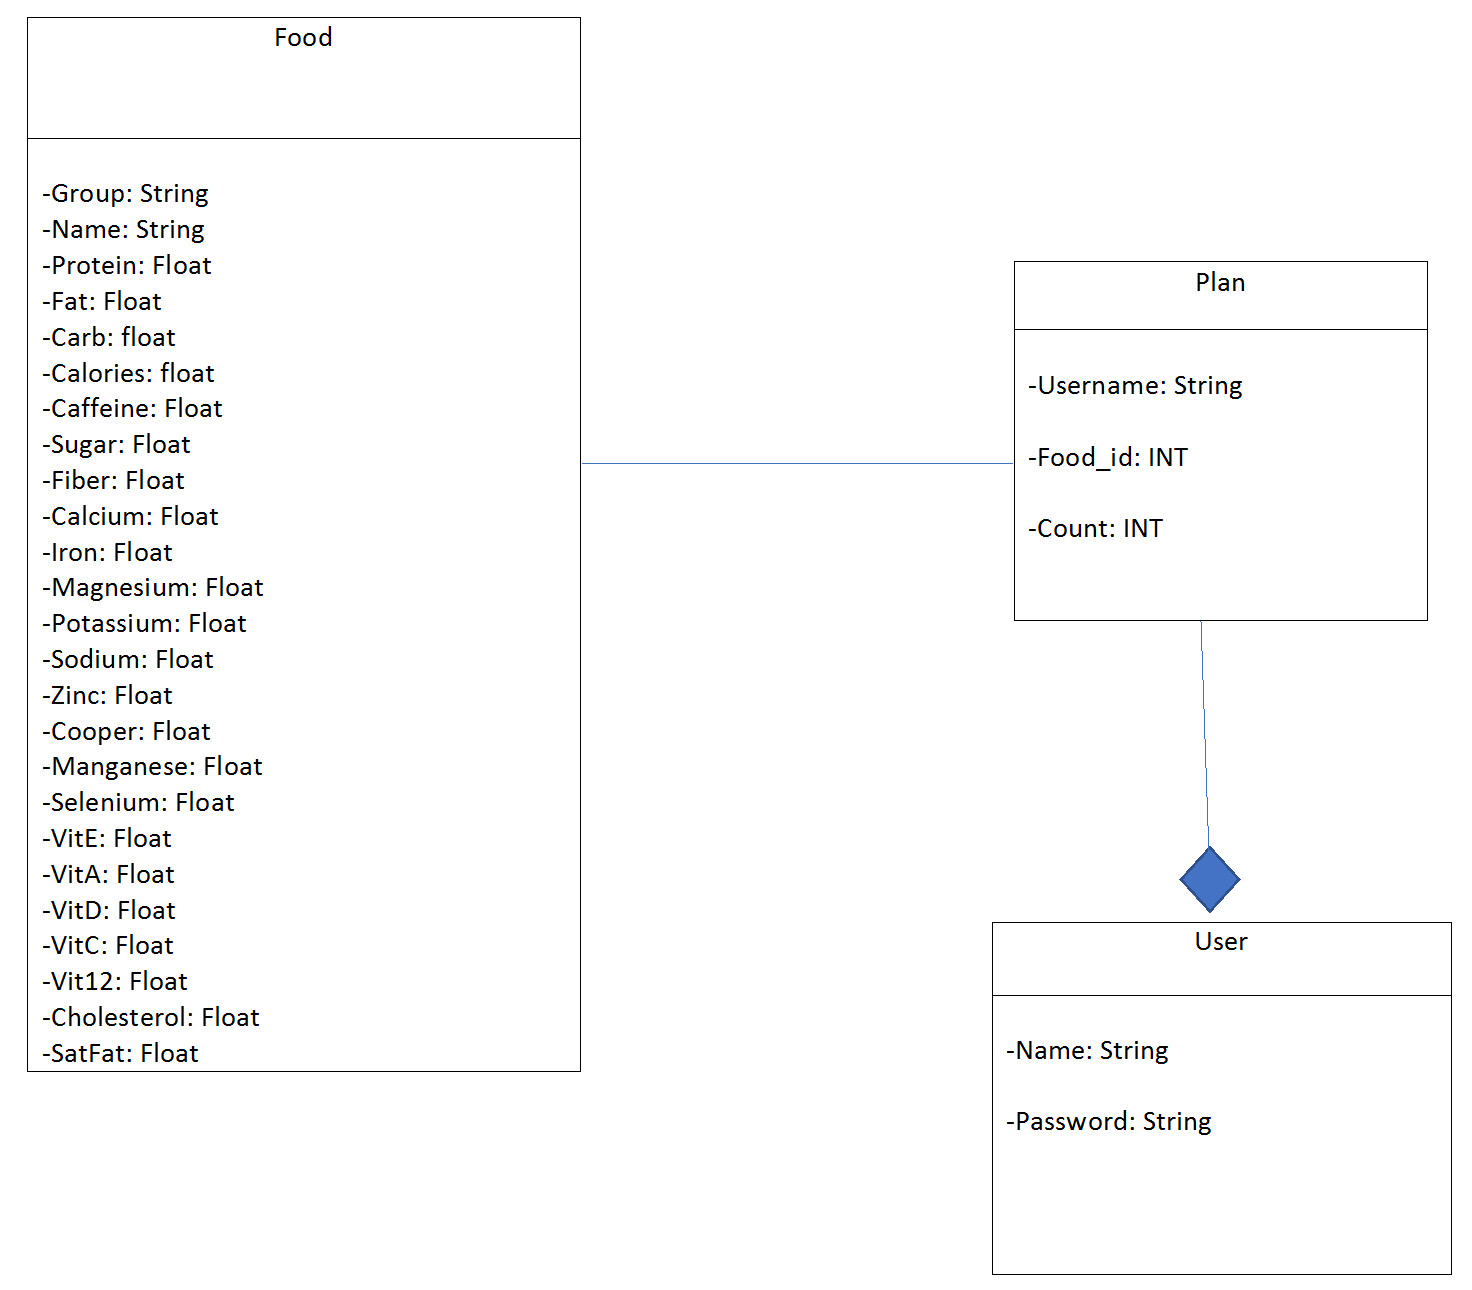 Food
-Group: String
-Name: String
-Protein: Float
-Fat: Float
-Carb: float
-Calories: float
-Caffeine: Float
-Sugar: Float
-Fiber: Float
-Calcium: Float
-Iron: Float
-Magnesium: Float
-Potassium: Float
-Sodium: Float
-Zinc: Float
-Cooper: Float
-Manganese: Float
-Selenium: Float
-VitE: Float
-VitA: Float
-VitD: Float
-VitC: Float
-Vit12: Float
-Cholesterol: Float
-SatFat: Float
Plan
-Username: String
-Food_id: INT
-Count: INT
User
-Name: String
-Password: String